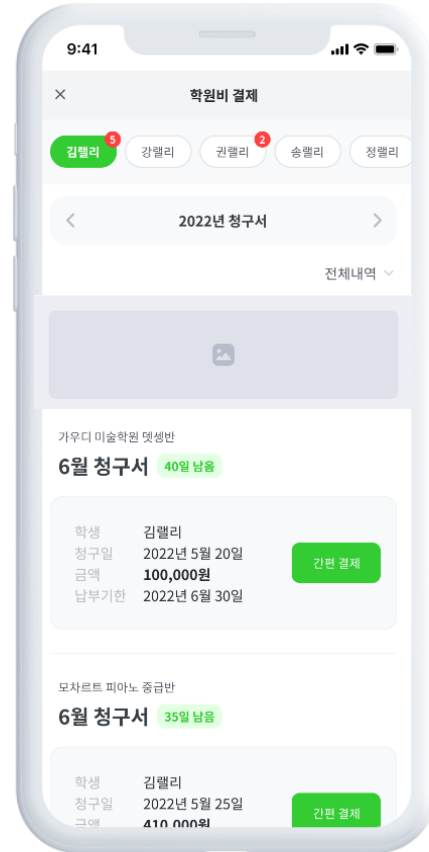 9:41
학원비 결제
김랠리 5 강랠리 권랠리 2 송랠리 정랠리
2022년 청구서
전체내역
가우디 미술학원 뎃셍반
6월 청구서 40일 남음
학생 김랠리
청구일 2022년 5월 20일
금액 100,000원
납부기한 2022년 6월 30일
간편 결제
모차르트 피아노 중급반
6월 청구서 35일 남음
학생 김랠리
청구일 2022년 5월 25일
금액 410,000원
간편 결제